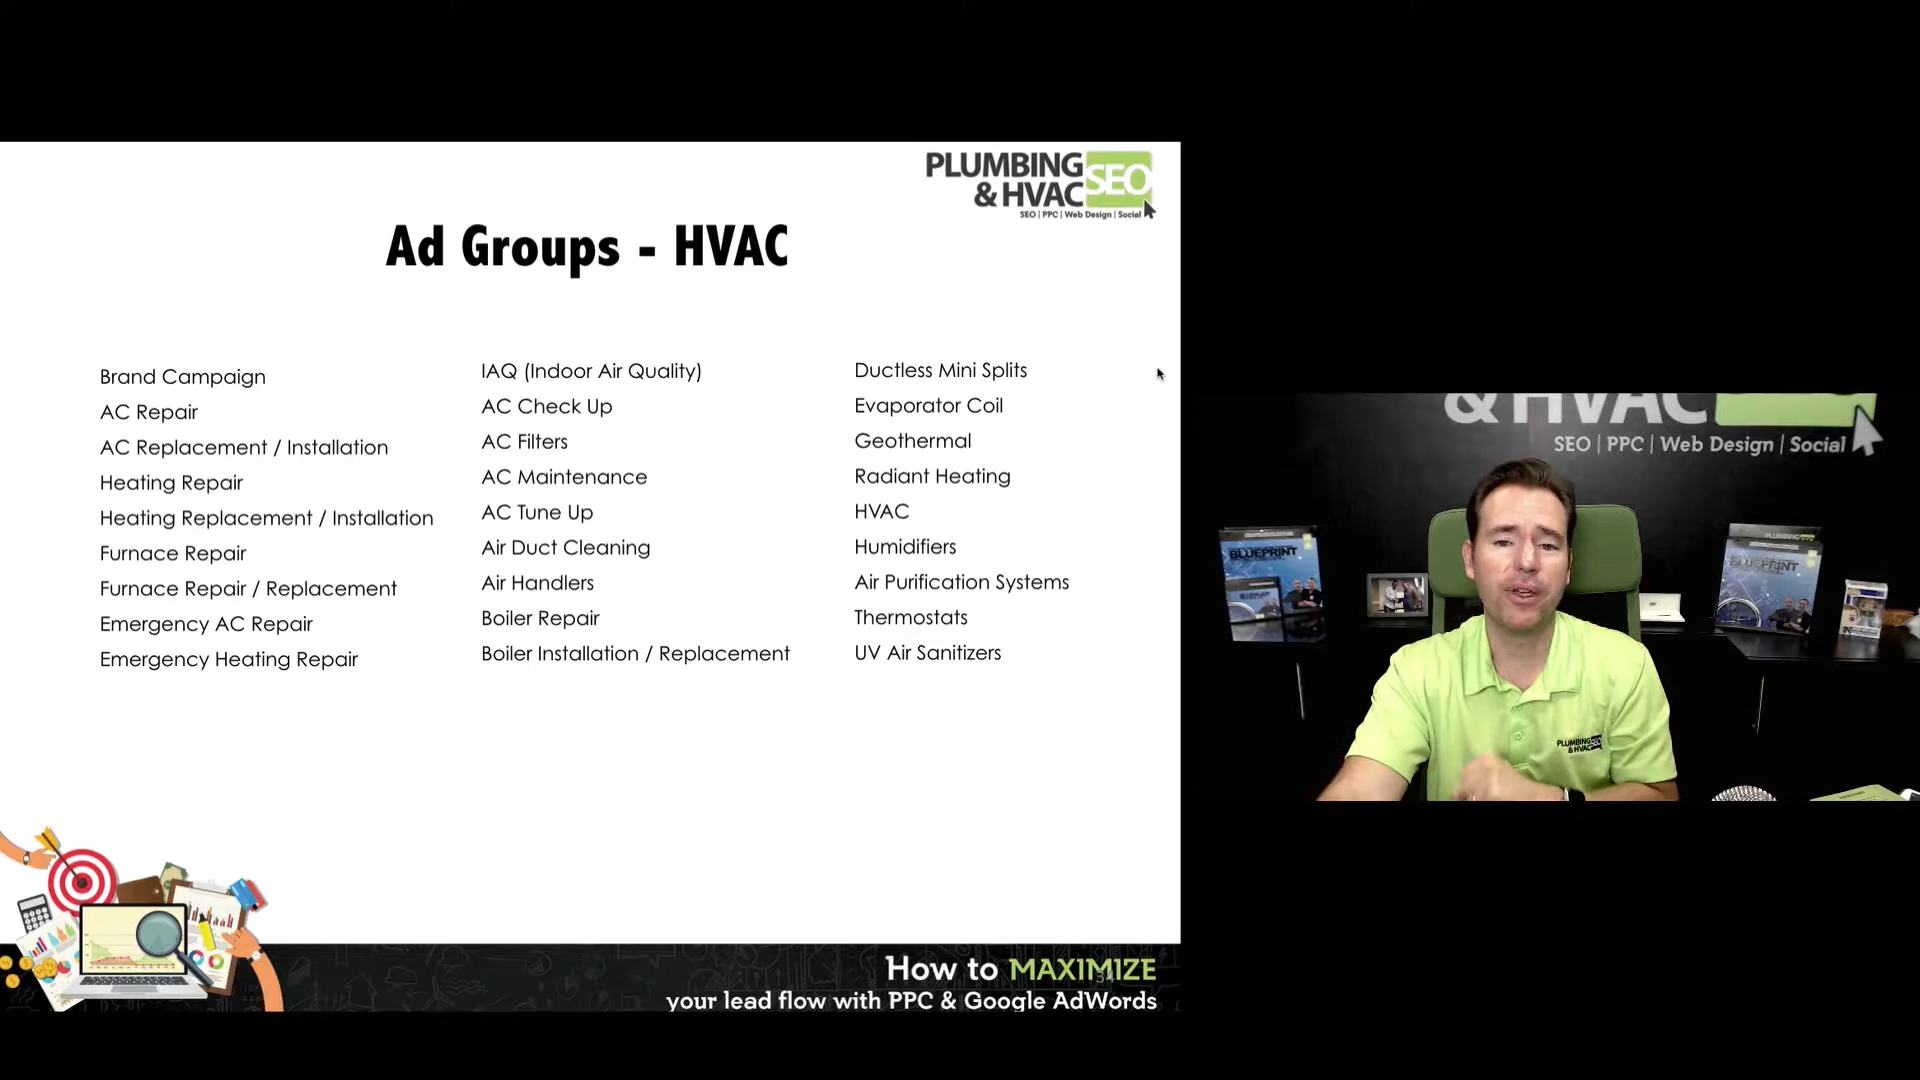 PLUMBING
& HVAC
SEO
SEO | PPC | Web Design | Social
Ad Groups - HVAC
Brand Campaign
AC Repair
AC Replacement / Installation
Heating Repair
Heating Replacement / Installation
Furnace Repair
Furnace Repair / Replacement
Emergency AC Repair
Emergency Heating Repair
IAQ (Indoor Air Quality)
AC Check Up
AC Filters
AC Maintenance
AC Tune Up
Air Duct Cleaning
Air Handlers
Boiler Repair
Boiler Installation / Replacement
Ductless Mini Splits
Evaporator Coil
Geothermal
Radiant Heating
HVAC
Humidifiers
Air Purification Systems
Thermostats
UV Air Sanitizers
How to MAXIMIZE
your lead flow with PPC & Google AdWords
& HVAC
SEO | PPC | Web Design | Social
BLUEPRINT
BLUEPRINT
PLUMBING
& HVAC